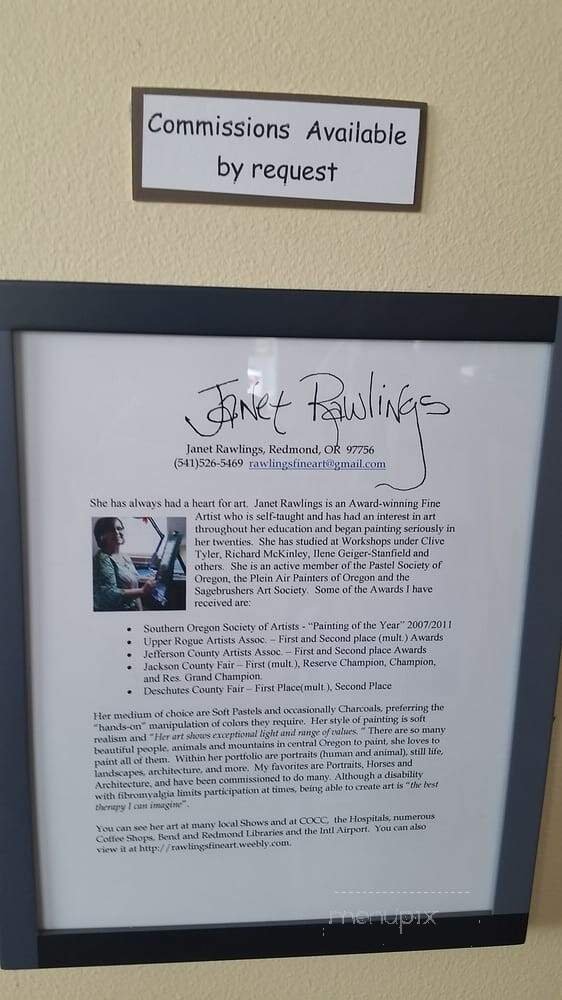 Commissions Available
by request
Janet Rawlings
Janet Rawlings, Redmond, OR 97756
(541)526-5469 rawlingsfineart@gmail.com
She has always had a heart for art. Janet Rawlings is an Award-winning Fine
Artist who is self-taught and has had an interest in art
throughout her education and began painting seriously in
her twenties. She has studied at Workshops under Clive
Tyler, Richard McKinley, Ilene Geiger-Stanfield and
others. She is an active member of the Pastel Society of
Oregon, the Plein Air Painters of Oregon and the
Sagebrushers Art Society. Some of the Awards I have
received are:
• Southern Oregon Society of Artists - “Painting of the Year” 2007/2011
• Upper Rogue Artists Assoc. – First and Second place (mult.) Awards
• Jefferson County Artists Assoc. – First and Second place Awards
• Jackson County Fair – First (mult.), Reserve Champion, Champion,
and Res. Grand Champion.
• Deschutes County Fair – First Place(mult.), Second Place
Her medium of choice are Soft Pastels and occasionally Charcoals, preferring the
“hands-on” manipulation of colors they require. Her style of painting is soft
realism and “Her art shows exceptional light and range of values. ” There are so many
beautiful people, animals and mountains in central Oregon to paint, she loves to
paint all of them. Within her portfolio are portraits (human and animal), still life,
landscapes, architecture, and more. My favorites are Portraits, Horses and
Architecture, and have been commissioned to do many. Although a disability
with fibromyalgia limits participation at times, being able to create art is “the best
therapy I can imagine”.
You can see her art at many local Shows and at COCC, the Hospitals, numerous
Coffee Shops, Bend and Redmond Libraries and the Intl Airport. You can also
view it at http://rawlingsfineart.weebly.com.
menupix